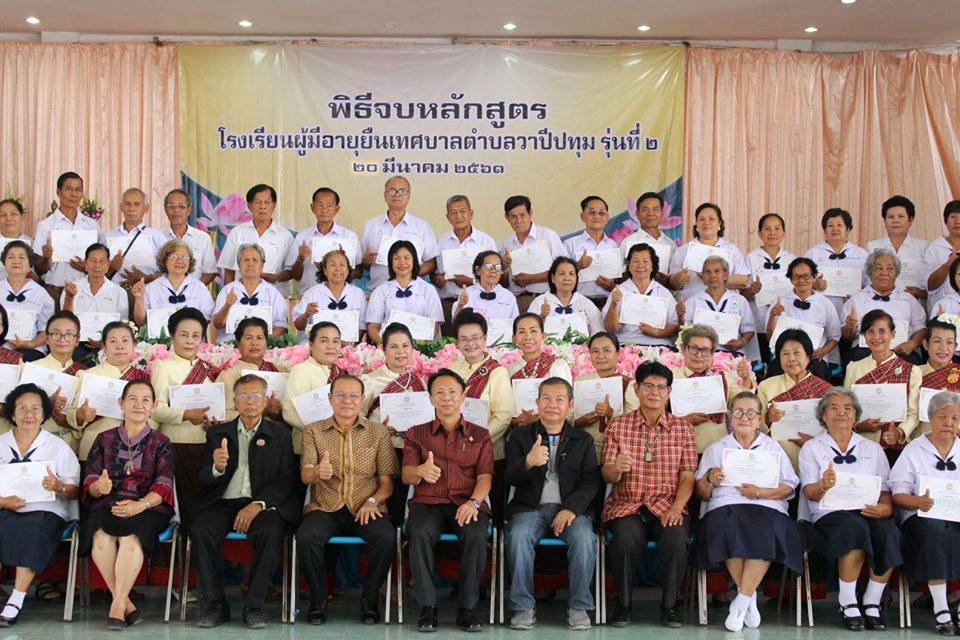 พิธีจบหลักสูตร
โรงเรียนผู้มีอายุยืนเทศบาลตำบลวาปีปทุม รุ่นที่ ๒
๒๐ มีนาคม ๒๕๖๑